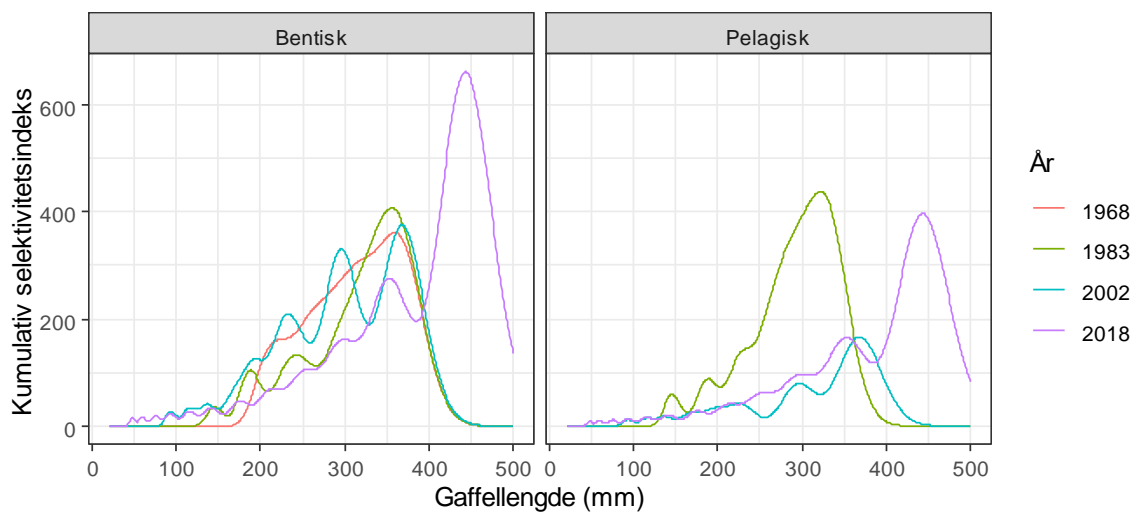 Bentisk
Pelagisk
Kumulativ selektivitetsindeks
600
400
200
0
0 100 200 300 400 500
0 100 200 300 400 500
Gaffellengde (mm)
År
1968
1983
2002
2018